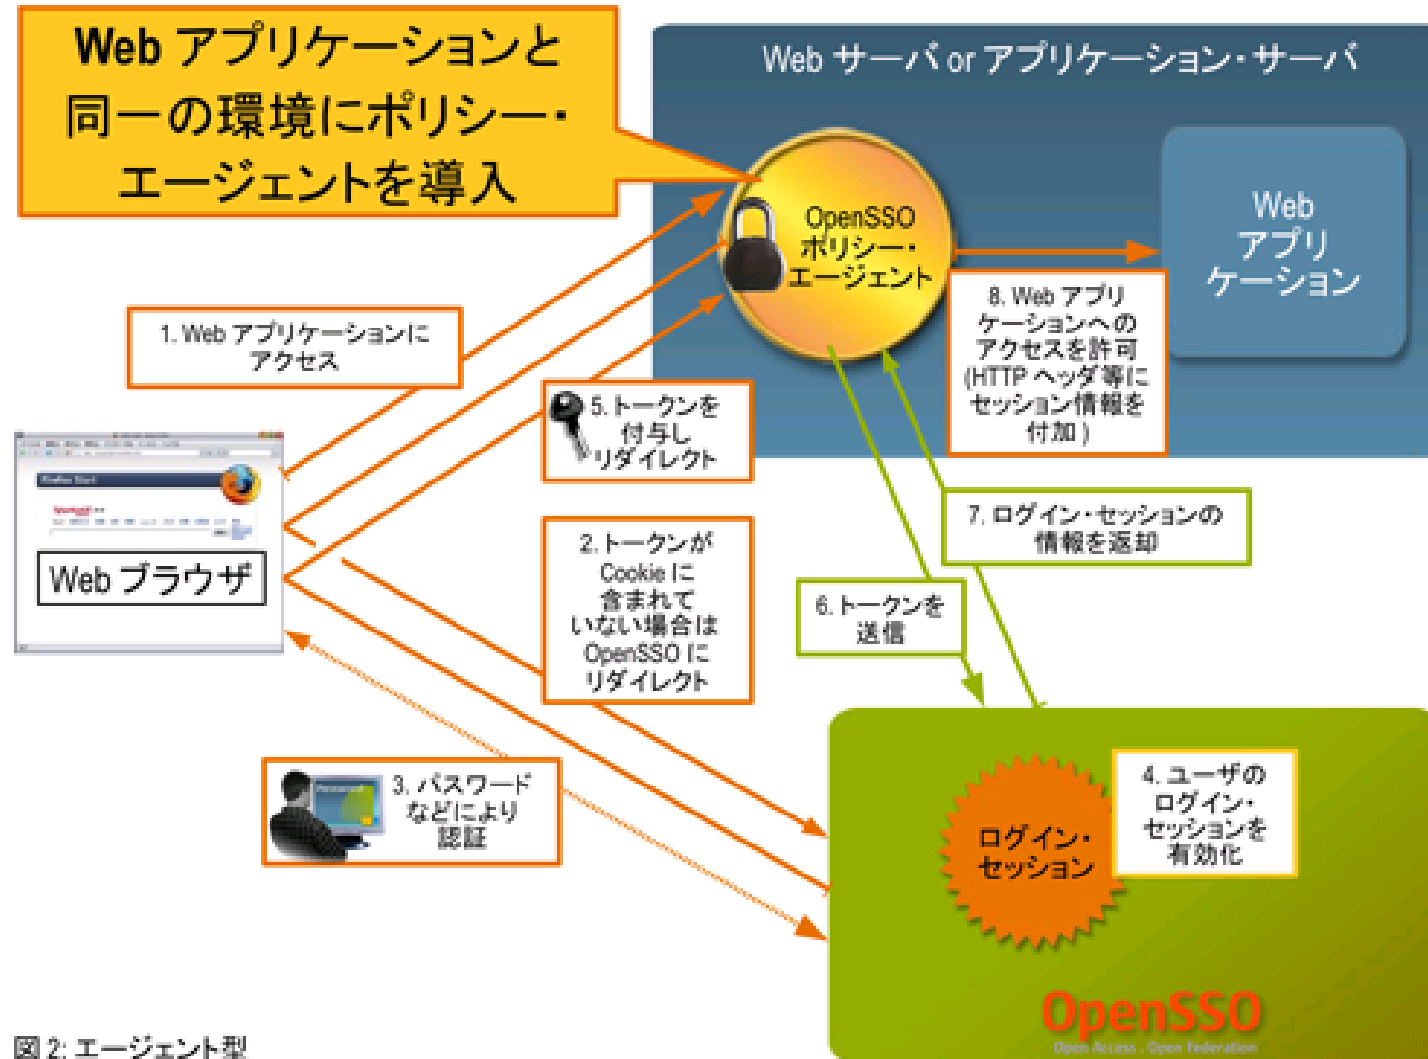 Web アプリケーションと
同一の環境にポリシー・
エージェントを導入
Web サーバ or アプリケーション・サーバ
OpenSSO
ポリシー・
エージェント
Web
アプリ
ケーション
8. Web アプリ
ケーションへの
アクセスを許可
(HTTP ヘッダ等に
セッション情報を
付加)
1. Web アプリケーションに
アクセス
5. トークンを
付与し
リダイレクト
Web ブラウザ
2. トークンが
Cookie に
含まれて
いない場合は
OpenSSO に
リダイレクト
7. ログイン・セッションの
情報を返却
6. トークンを
送信
3. パスワード
などにより
認証
ログイン・
セッション
4. ユーザの
ログイン・
セッションを
有効化
OpenSSO
Open Access . Open Federation
図 2: エージェント型